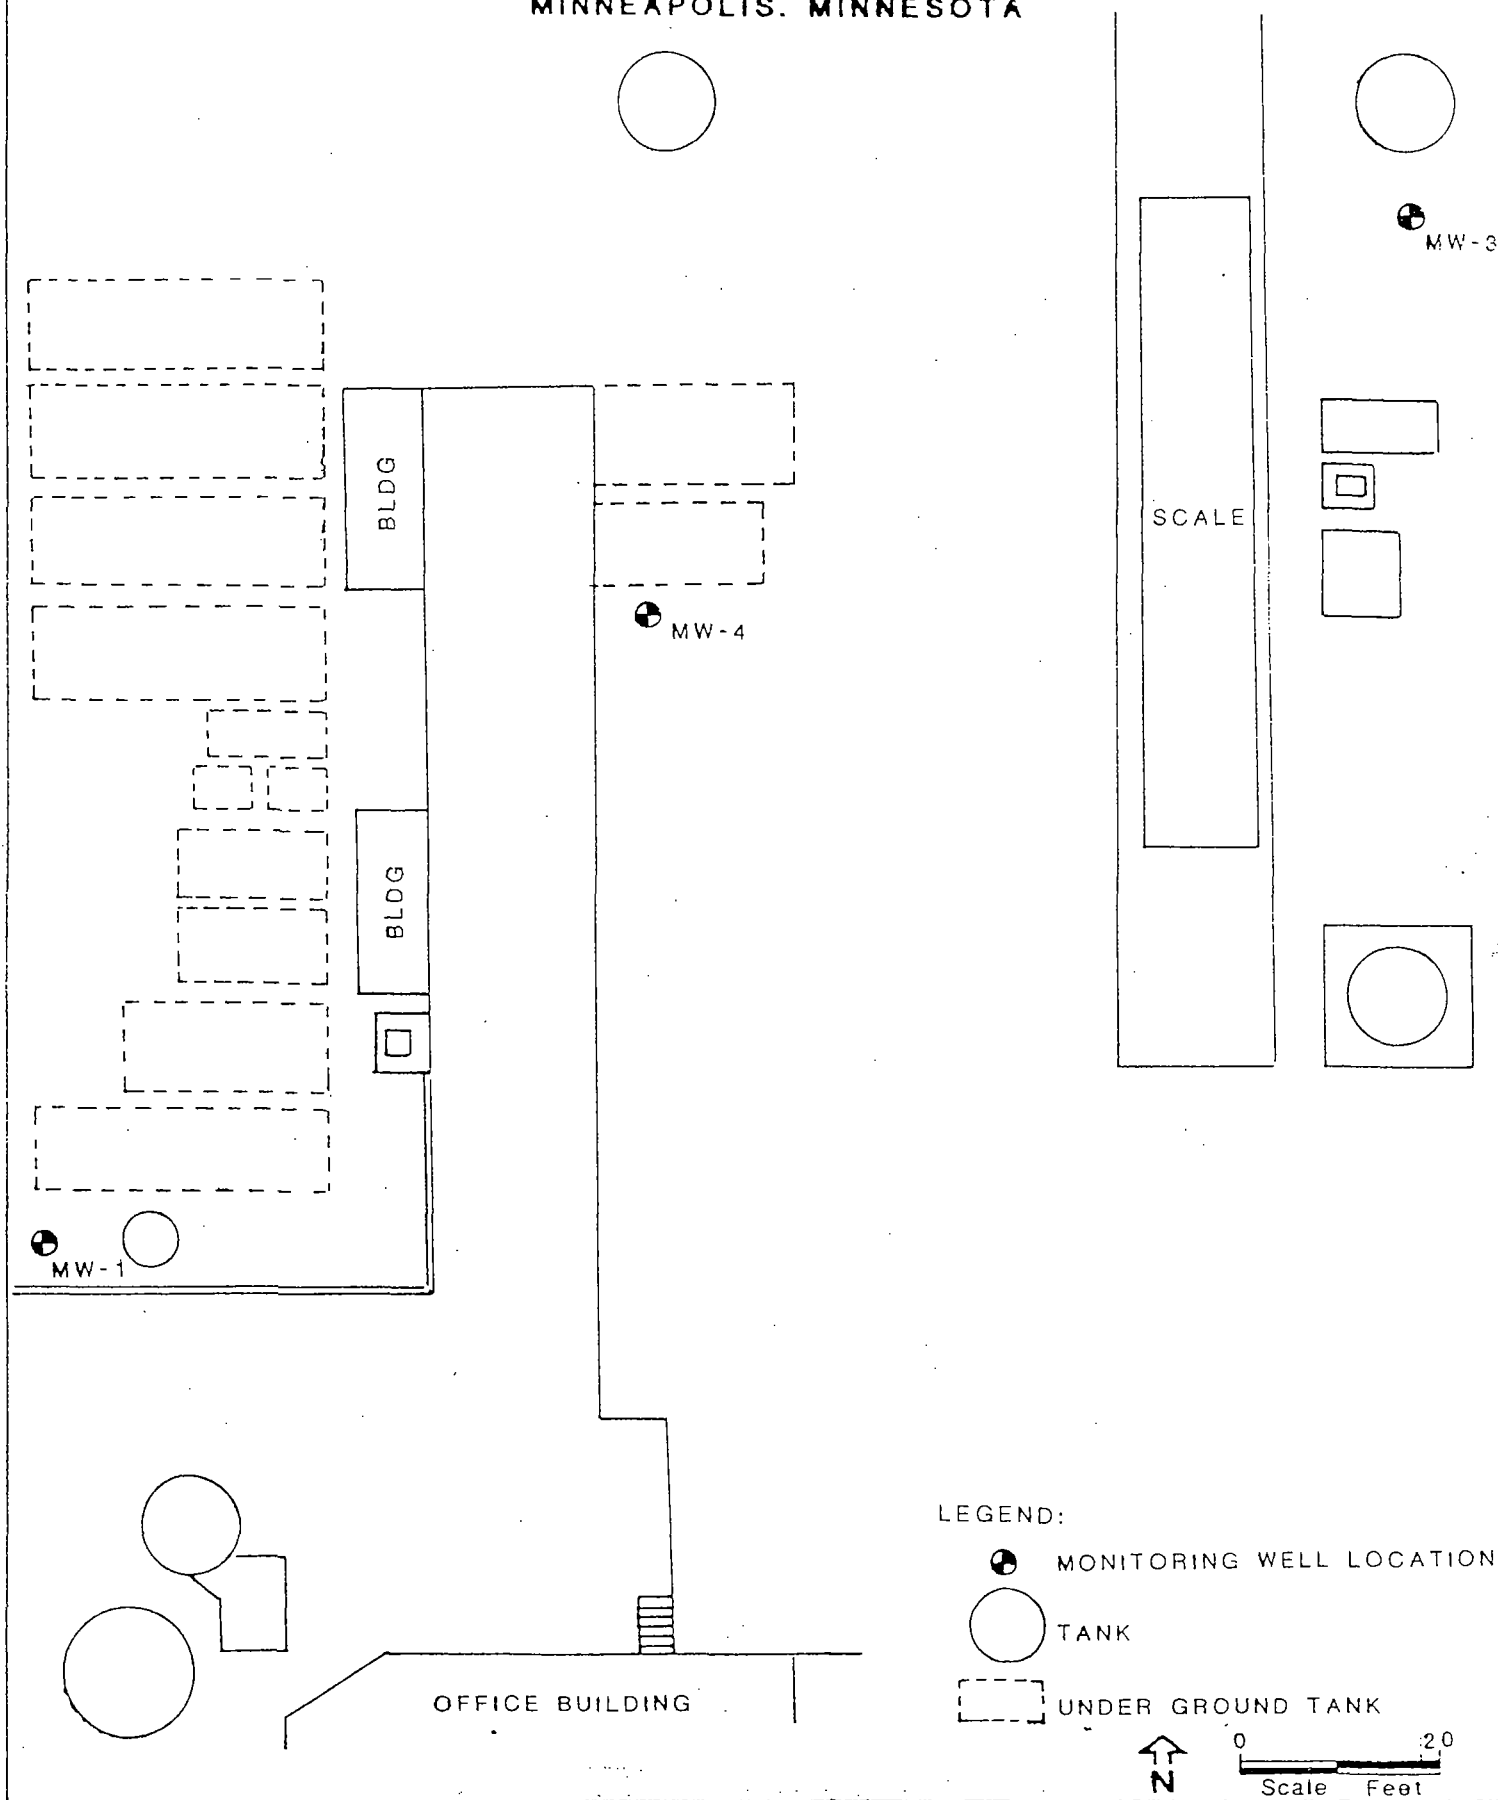 MINNEAPOLIS. MINNESOTA
MW-3
BLDG
SCALE
MW-4
BLDG
MW-1
LEGEND:
MONITORING WELL LOCATION
TANK
OFFICE BUILDING
UNDER GROUND TANK
0 20
N
Scale Feet